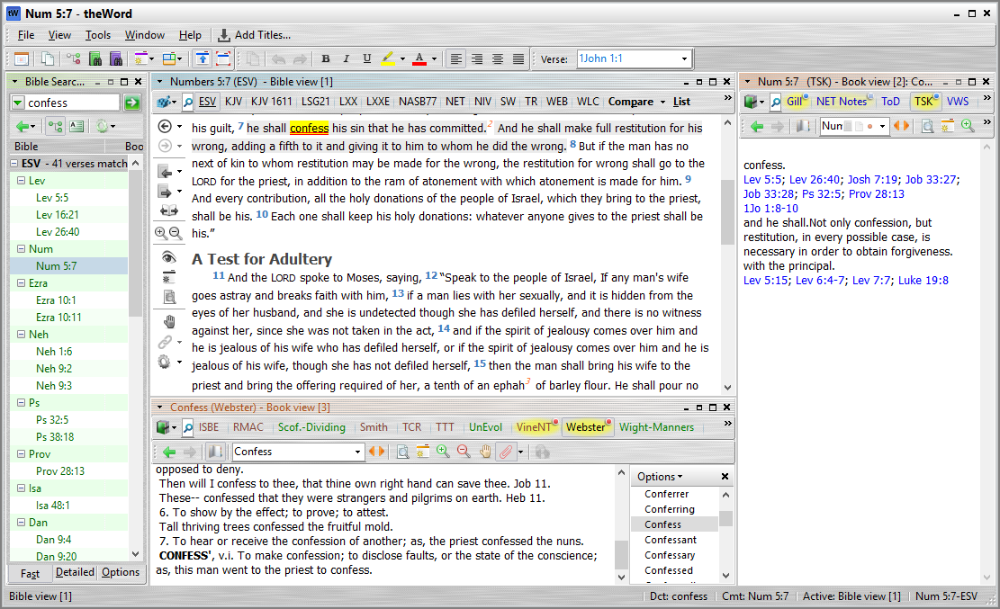 tW Num 5:7 - theWord
File View Tools Window Help Add Titles...
B I U A Verse: 1John 1:1
Bible Searc...
confess
Bible Boo
ESV - 41 verses match
Lev
Lev 5:5
Lev 16:21
Lev 26:40
Num
Num 5:7
Ezra
Ezra 10:1
Ezra 10:11
Neh
Neh 1:6
Neh 9:2
Neh 9:3
Ps
Ps 32:5
Ps 38:18
Prov
Prov 28:13
Isa
Isa 48:1
Dan
Dan 9:4
Dan 9:20
Fast Detailed Options
Numbers 5:7 (ESV) - Bible view [1]
ESV KJV KJV 1611 LSG21 LXX LXXE NASB77 NET NIV SW TR WEB WLC Compare List
his guilt, 7 he shall confess his sin that he has committed.2 And he shall make full restitution for his
wrong, adding a fifth to it and giving it to him to whom he did the wrong. 8 But if the man has no
next of kin to whom restitution may be made for the wrong, the restitution for wrong shall go to the
LORD for the priest, in addition to the ram of atonement with which atonement is made for him. 9
And every contribution, all the holy donations of the people of Israel, which they bring to the priest,
shall be his. 10 Each one shall keep his holy donations: whatever anyone gives to the priest shall be
his.”
A Test for Adultery
11 And the LORD spoke to Moses, saying, 12 “Speak to the people of Israel, If any man's wife
goes astray and breaks faith with him, 13 if a man lies with her sexually, and it is hidden from the
eyes of her husband, and she is undetected though she has defiled herself, and there is no witness
against her, since she was not taken in the act, 14 and if the spirit of jealousy comes over him and
he is jealous of his wife who has defiled herself, or if the spirit of jealousy comes over him and he is
jealous of his wife, though she has not defiled herself, 15 then the man shall bring his wife to the
priest and bring the offering required of her, a tenth of an ephah3 of barley flour. He shall pour no
Confess (Webster) - Book view [3]
ISBE RMAC Scof.-Dividing Smith TCR TTT UnEvol VineNT Webster Wight-Manners
Confess
opposed to deny.
Then will I confess to thee, that thine own right hand can save thee. Job 11.
These-- confessed that they were strangers and pilgrims on earth. Heb 11.
6. To show by the effect; to prove; to attest.
Tall thriving trees confessed the fruitful mold.
7. To hear or receive the confession of another; as, the priest confessed the nuns.
CONFESS', v.i. To make confession; to disclose faults, or the state of the conscience;
as, this man went to the priest to confess.
Options
Conferrer
Conferring
Confess
Confessant
Confessary
Confessed
Num 5:7 (TSK) - Book view [2]: Co...
Gill NET Notes ToD TSK VWS
Num
confess.
Lev 5:5; Lev 26:40; Josh 7:19; Job 33:27;
Job 33:28; Ps 32:5; Prov 28:13
1Jo 1:8-10
and he shall.Not only confession, but
restitution, in every possible case, is
necessary in order to obtain forgiveness.
with the principal.
Lev 5:15; Lev 6:4-7; Lev 7:7; Luke 19:8
Bible view [1] Dct: confess Cmt: Num 5:7 Active: Bible view [1] Num 5:7-ESV